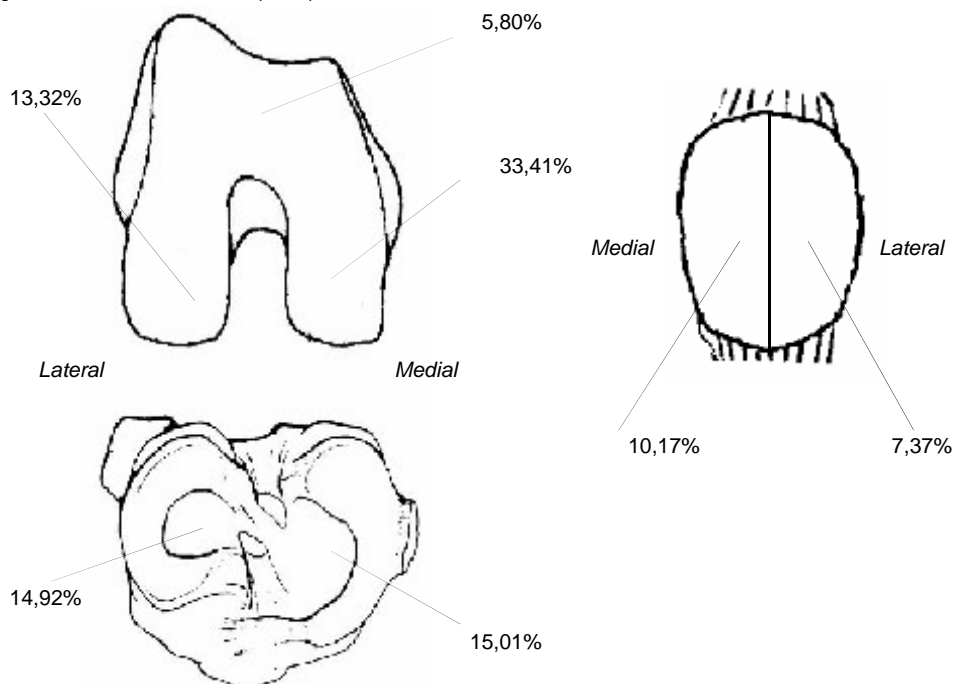 5,80%
13,32%
33,41%
Medial
Lateral
Lateral
Medial
10,17%
7,37%
14,92%
15,01%